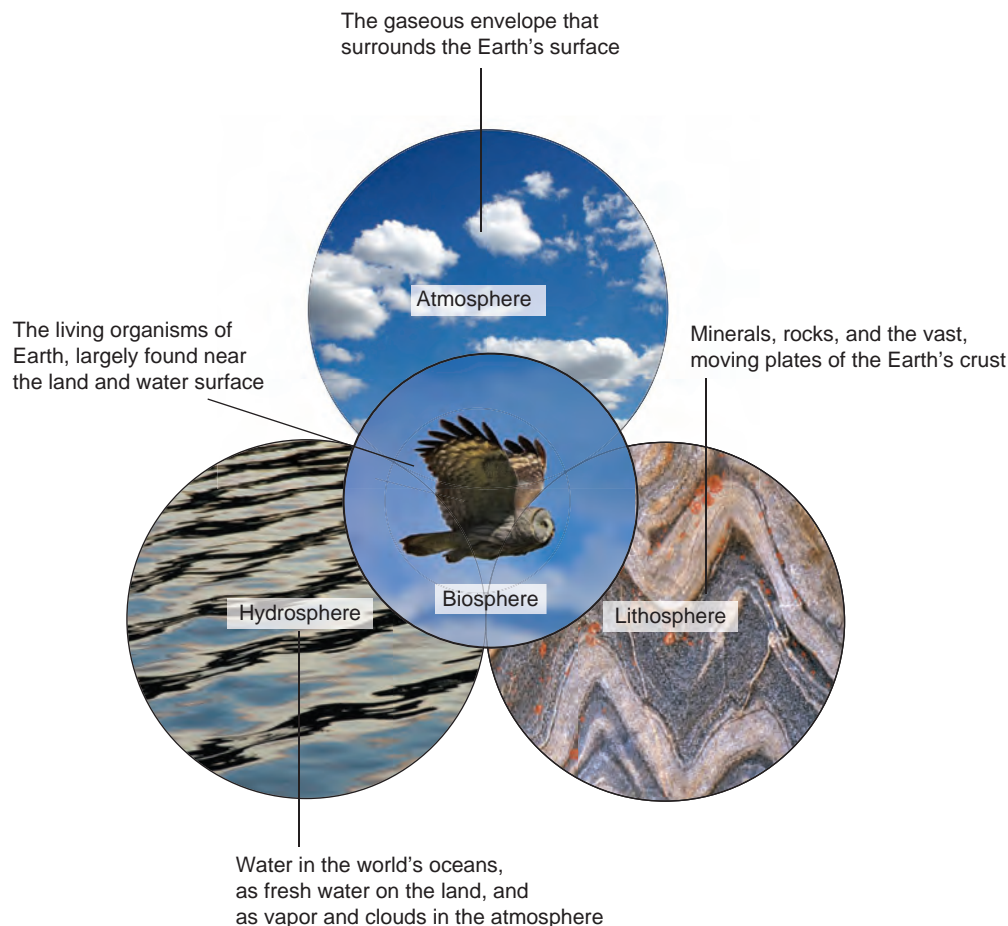 The gaseous envelope that
surrounds the Earth's surface
Atmosphere
The living organisms of
Earth, largely found near
the land and water surface
Minerals, rocks, and the vast,
moving plates of the Earth's crust
Hydrosphere
Biosphere
Lithosphere
Water in the world's oceans,
as fresh water on the land, and
as vapor and clouds in the atmosphere